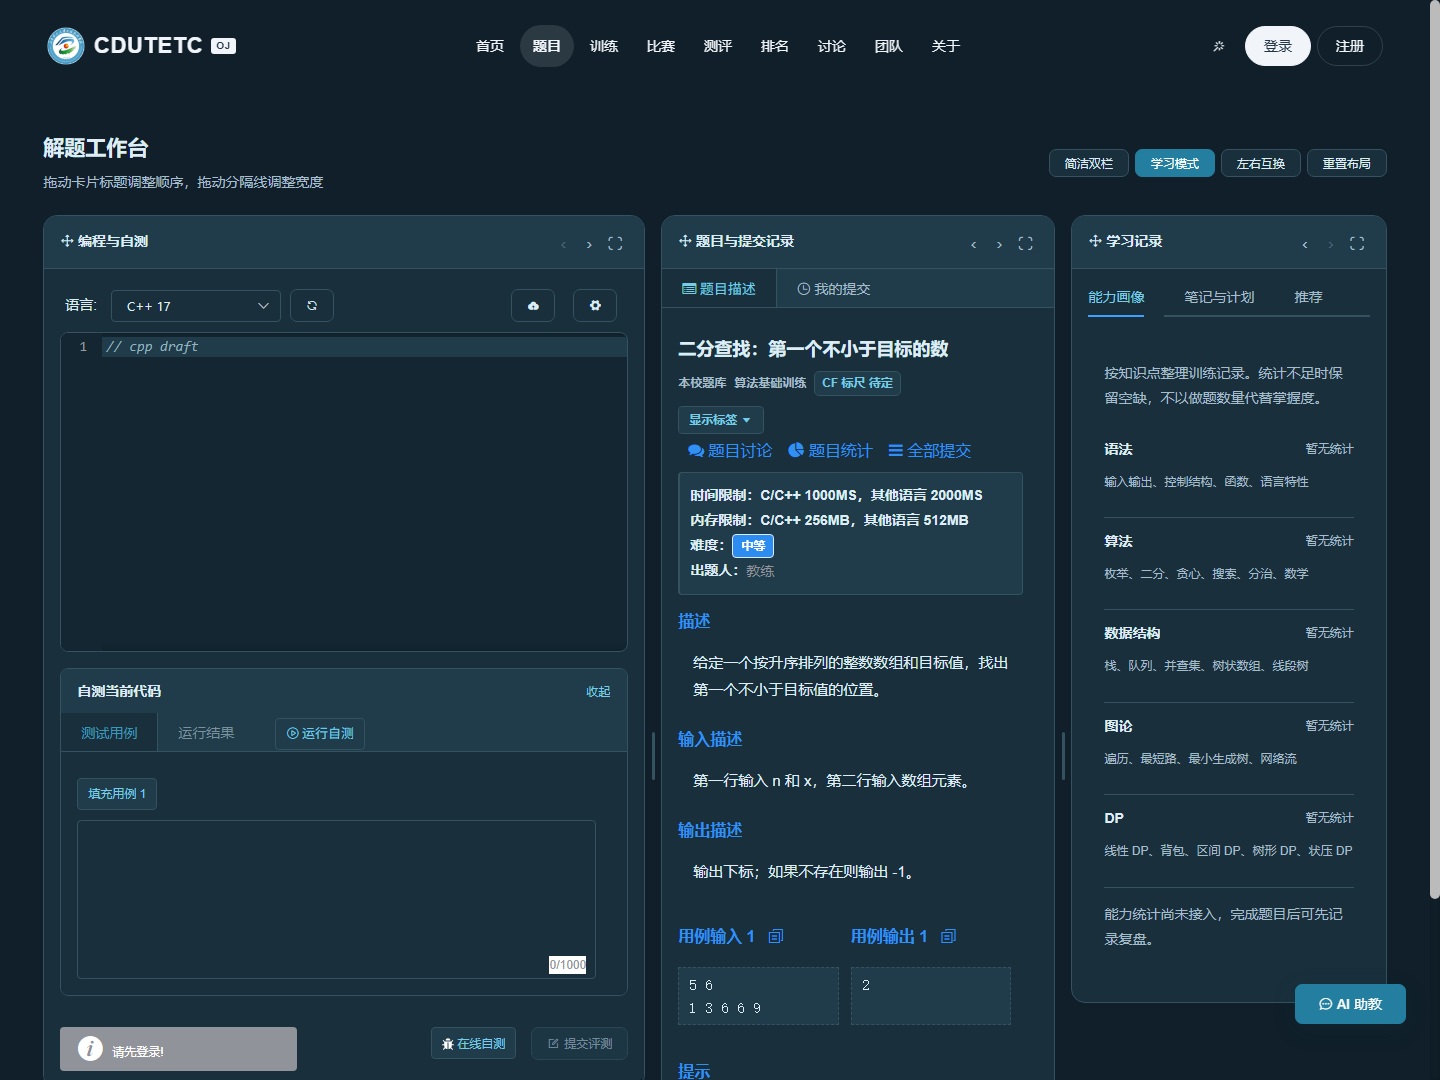 CDUTETC OJ
首页 题目 训练 比赛 测评 排名 讨论 团队 关于
登录 注册
解题工作台
拖动卡片标题调整顺序，拖动分隔线调整宽度
简洁双栏 学习模式 左右互换 重置布局
编程与自测
语言: C++ 17
1 // cpp draft
自测当前代码 收起
测试用例 运行结果 运行自测
填充用例 1
0/1000
请先登录!
在线自测 提交评测
题目与提交记录
题目描述 我的提交
二分查找：第一个不小于目标的数
本校题库 算法基础训练 CF 标尺 待定
显示标签
题目讨论 题目统计 全部提交
时间限制：C/C++ 1000MS，其他语言 2000MS
内存限制：C/C++ 256MB，其他语言 512MB
难度：中等
出题人：教练
描述
给定一个按升序排列的整数数组和目标值，找出
第一个不小于目标值的位置。
输入描述
第一行输入 n 和 x，第二行输入数组元素。
输出描述
输出下标；如果不存在则输出 -1。
用例输入 1 用例输出 1
5 6
1 3 6 6 9
2
提示
学习记录
能力画像 笔记与计划 推荐
按知识点整理训练记录。统计不足时保
留空缺，不以做题数量代替掌握度。
语法 暂无统计
输入输出、控制结构、函数、语言特性
算法 暂无统计
枚举、二分、贪心、搜索、分治、数学
数据结构 暂无统计
栈、队列、并查集、树状数组、线段树
图论 暂无统计
遍历、最短路、最小生成树、网络流
DP 暂无统计
线性 DP、背包、区间 DP、树形 DP、状压 DP
能力统计尚未接入，完成题目后可先记
录复盘。
AI 助教